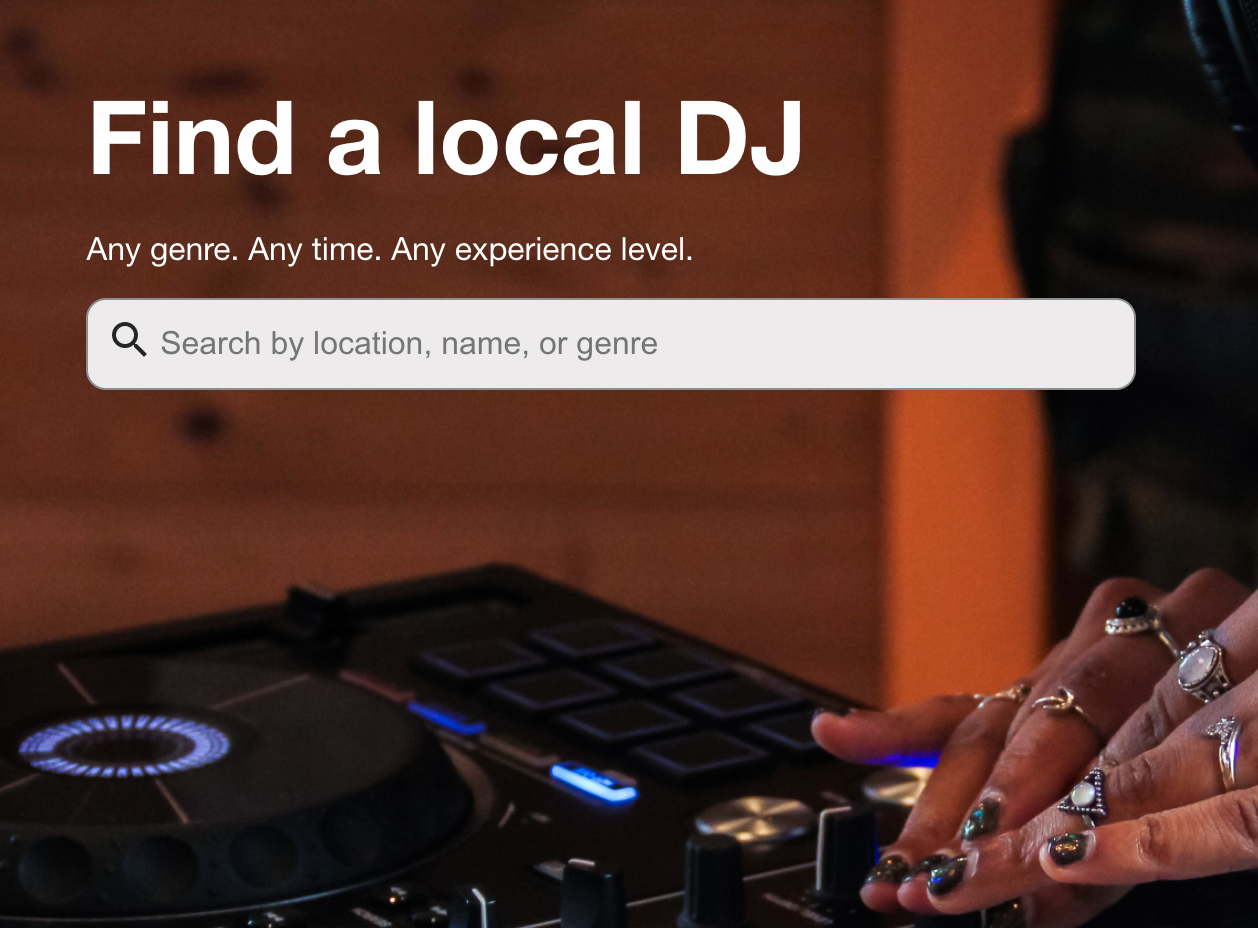 Find a local DJ
Any genre. Any time. Any experience level.
Search by location, name, or genre